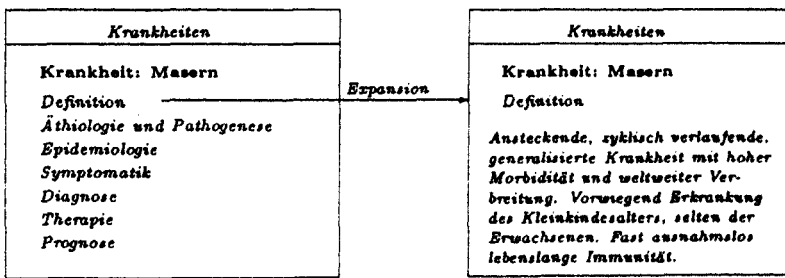 Krankheiten
Krankheit: Masern
Definition
Äthiologie und Pathogenese
Epidemiologie
Symptomatik
Diagnose
Therapie
Prognose
Expansion
Krankheiten
Krankheit: Masern
Definition
Ansteckende, zyklisch verlaufende,
generalisierte Krankheit mit hoher
Morbidität und weltweiter Ver-
breitung. Vorwiegend Erkrankung
des Kleinkindesalters, selten der
Erwachsenen. Fast ausnahmslos
lebenslange Immunität.